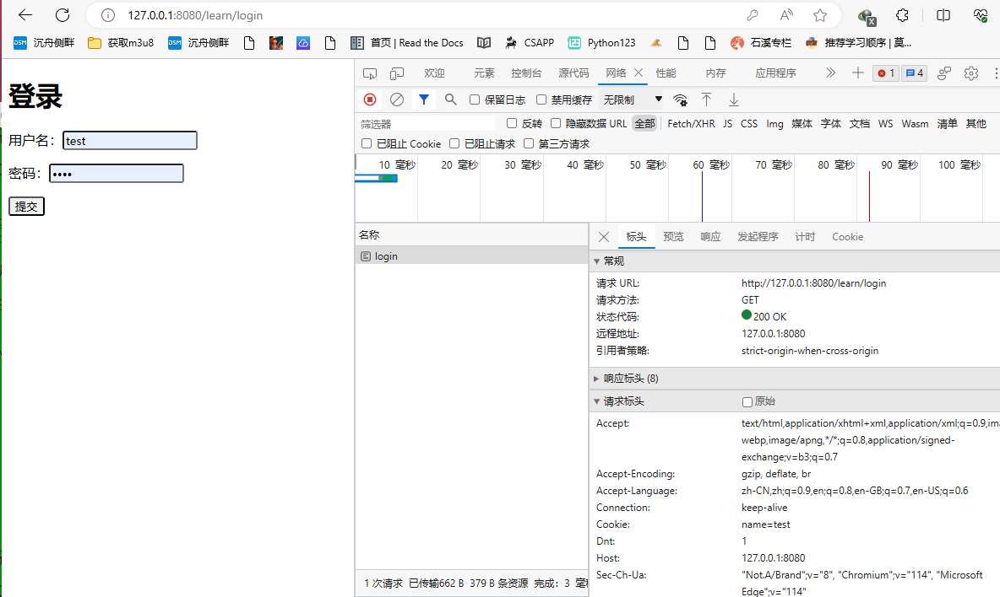 127.0.0.1:8080/learn/login
沉舟侧畔 获取m3u8 沉舟侧畔 首页 | Read the Docs CSAPP Python123 石溪专栏 推荐学习顺序 | 莫...
登录
用户名: test
密码: ••••
提交
欢迎 元素 控制台 源代码 网络 性能 内存 应用程序 1 4
保留日志 禁用缓存 无限制
筛选器 反转 隐藏数据 URL 全部 Fetch/XHR JS CSS Img 媒体 字体 文档 WS Wasm 清单 其他
已阻止 Cookie 已阻止请求 第三方请求
10 毫秒 20 毫秒 30 毫秒 40 毫秒 50 毫秒 60 毫秒 70 毫秒 80 毫秒 90 毫秒 100 毫秒
名称
login
1 次请求 已传输662 B 379 B 条资源 完成: 3 毫秒
标头 预览 响应 发起程序 计时 Cookie
常规
请求 URL: http://127.0.0.1:8080/learn/login
请求方法: GET
状态代码: 200 OK
远程地址: 127.0.0.1:8080
引用者策略: strict-origin-when-cross-origin
响应标头 (8)
请求标头 原始
Accept: text/html,application/xhtml+xml,application/xml;q=0.9,ima
webp,image/apng,*/*;q=0.8,application/signed-
exchange;v=b3;q=0.7
Accept-Encoding: gzip, deflate, br
Accept-Language: zh-CN,zh;q=0.9,en;q=0.8,en-GB;q=0.7,en-US;q=0.6
Connection: keep-alive
Cookie: name=test
Dnt: 1
Host: 127.0.0.1:8080
Sec-Ch-Ua: "Not.A/Brand";v="8", "Chromium";v="114", "Microsoft
Edge";v="114"